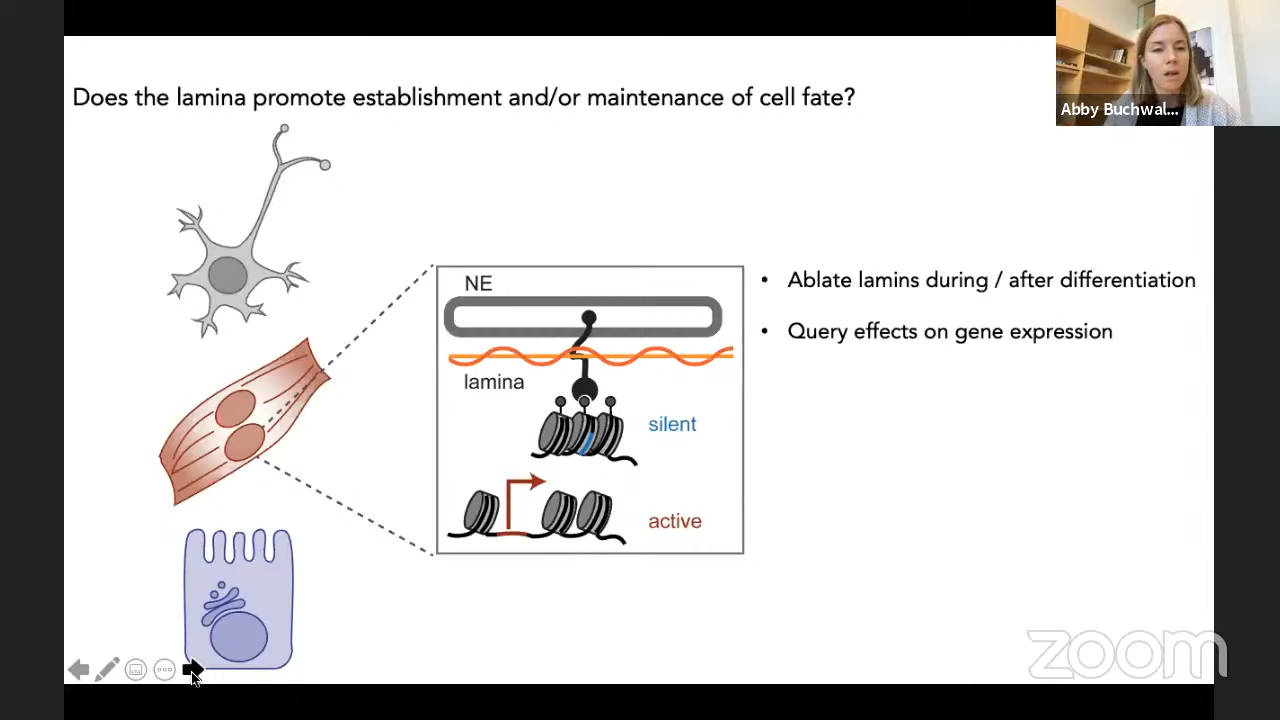 Does the lamina promote establishment and/or maintenance of cell fate?
Abby Buchwal...
NE
lamina
silent
active
• Ablate lamins during / after differentiation
• Query effects on gene expression
zoom